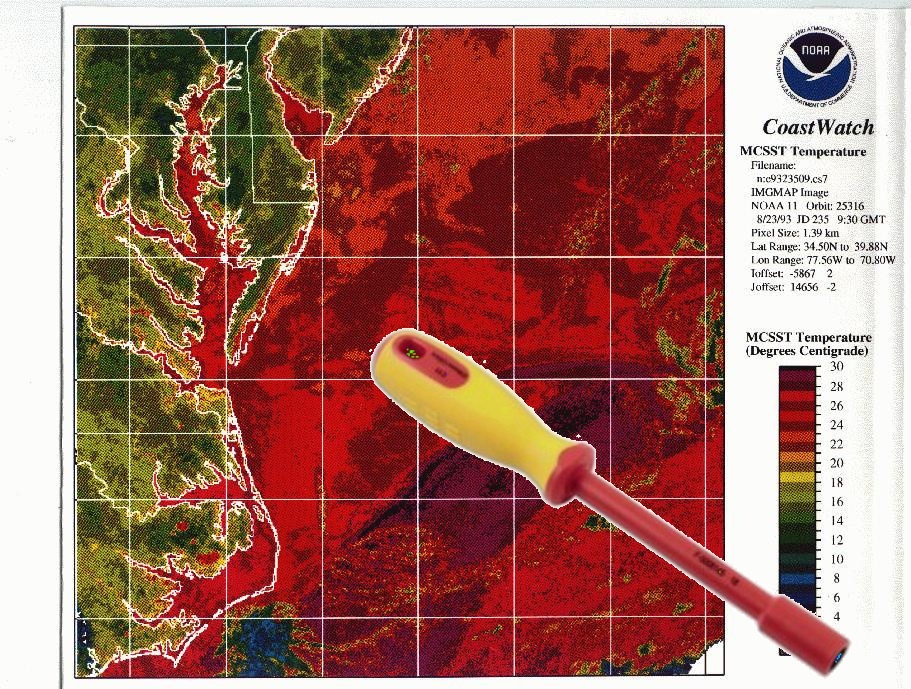 NOAA
NATIONAL OCEANIC AND ATMOSPHERIC ADMINISTRATION
U.S. DEPARTMENT OF COMMERCE
CoastWatch
MCSST Temperature
Filename:
n:c9323509.cs7
IMGMAP Image
NOAA 11 Orbit: 25316
8/23/93 JD 235 9:30 GMT
Pixel Size: 1.39 km
Lat Range: 34.50N to 39.88N
Lon Range: 77.56W to 70.80W
Ioffset: -5867 2
Joffset: 14656 -2
MCSST Temperature
(Degrees Centigrade)
30
28
26
24
22
20
18
16
14
12
10
8
6
4